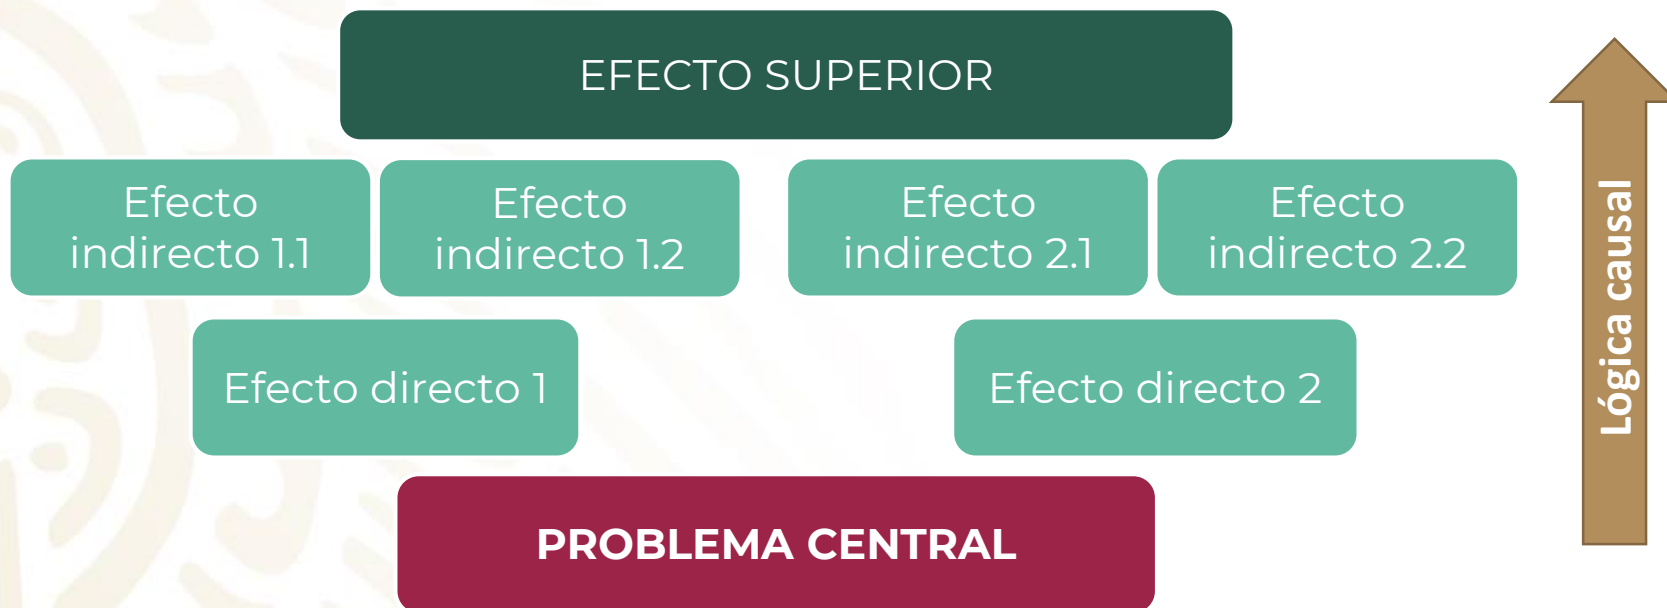 EFECTO SUPERIOR
Efecto
indirecto 1.1
Efecto
indirecto 1.2
Efecto
indirecto 2.1
Efecto
indirecto 2.2
Efecto directo 1
Efecto directo 2
PROBLEMA CENTRAL
Lógica causal